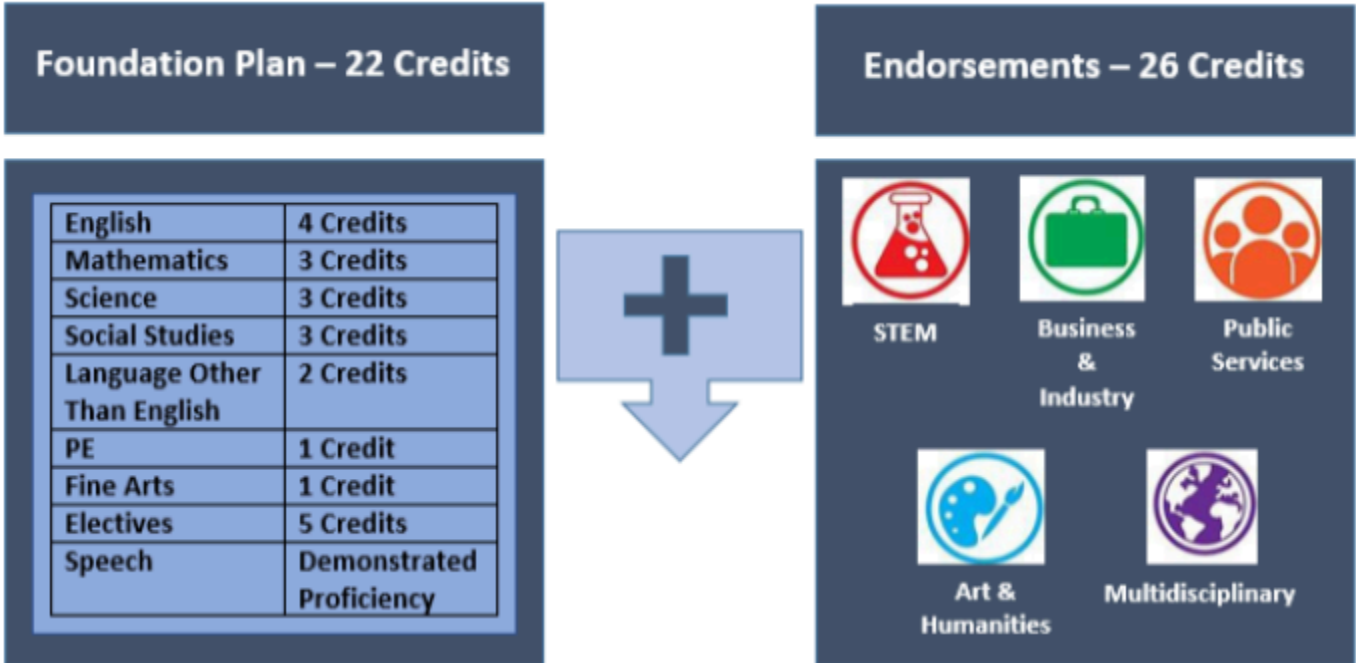 Foundation Plan – 22 Credits
Endorsements – 26 Credits
English 4 Credits
Mathematics 3 Credits
Science 3 Credits
Social Studies 3 Credits
Language Other 2 Credits
Than English
PE 1 Credit
Fine Arts 1 Credit
Electives 5 Credits
Speech Demonstrated
Proficiency
STEM
Business
&
Industry
Public
Services
Art &
Humanities
Multidisciplinary